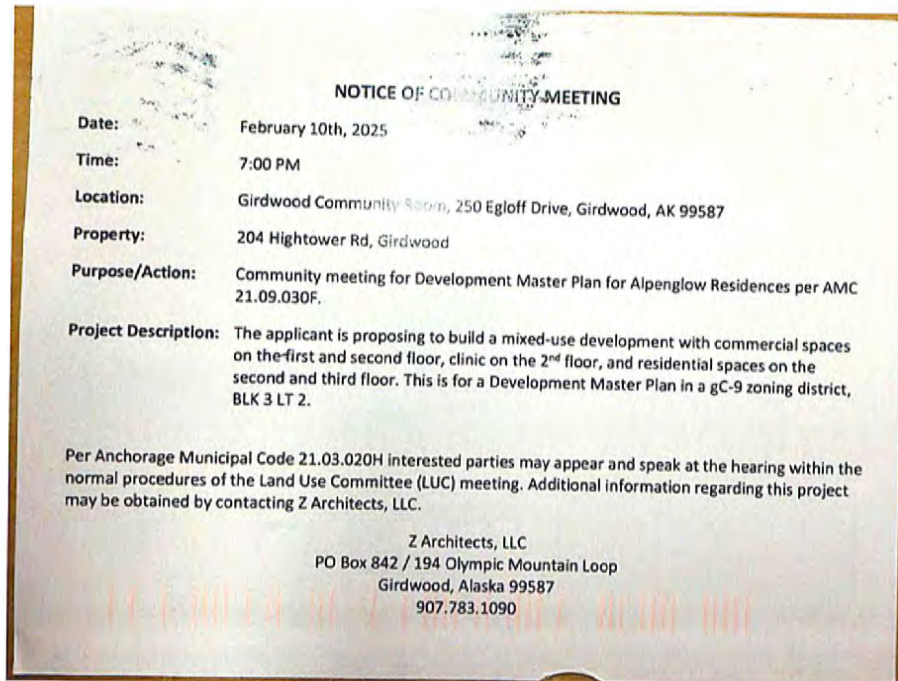 NOTICE OF COMMUNITY MEETING
Date: February 10th, 2025
Time: 7:00 PM
Location: Girdwood Community Room, 250 Egloff Drive, Girdwood, AK 99587
Property: 204 Hightower Rd, Girdwood
Purpose/Action: Community meeting for Development Master Plan for Alpenglow Residences per AMC
21.09.030F.
Project Description: The applicant is proposing to build a mixed-use development with commercial spaces
on the first and second floor, clinic on the 2nd floor, and residential spaces on the
second and third floor. This is for a Development Master Plan in a gC-9 zoning district,
BLK 3 LT 2.
Per Anchorage Municipal Code 21.03.020H interested parties may appear and speak at the hearing within the
normal procedures of the Land Use Committee (LUC) meeting. Additional information regarding this project
may be obtained by contacting Z Architects, LLC.
Z Architects, LLC
PO Box 842 / 194 Olympic Mountain Loop
Girdwood, Alaska 99587
907.783.1090